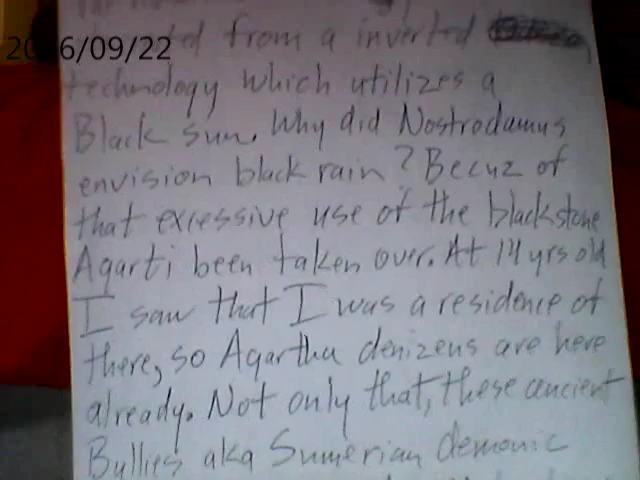 from a inverted
2016/09/22
technology which utilizes a
Black sun. Why did Nostrodamus
envision black rain? Becuz of
that excessive use of the blackstone
Agarti been taken over. At 14 yrs old
I saw that I was a residence of
there, so Agartha denizens are here
already. Not only that, these ancient
Bullies aka Sumerian demonic